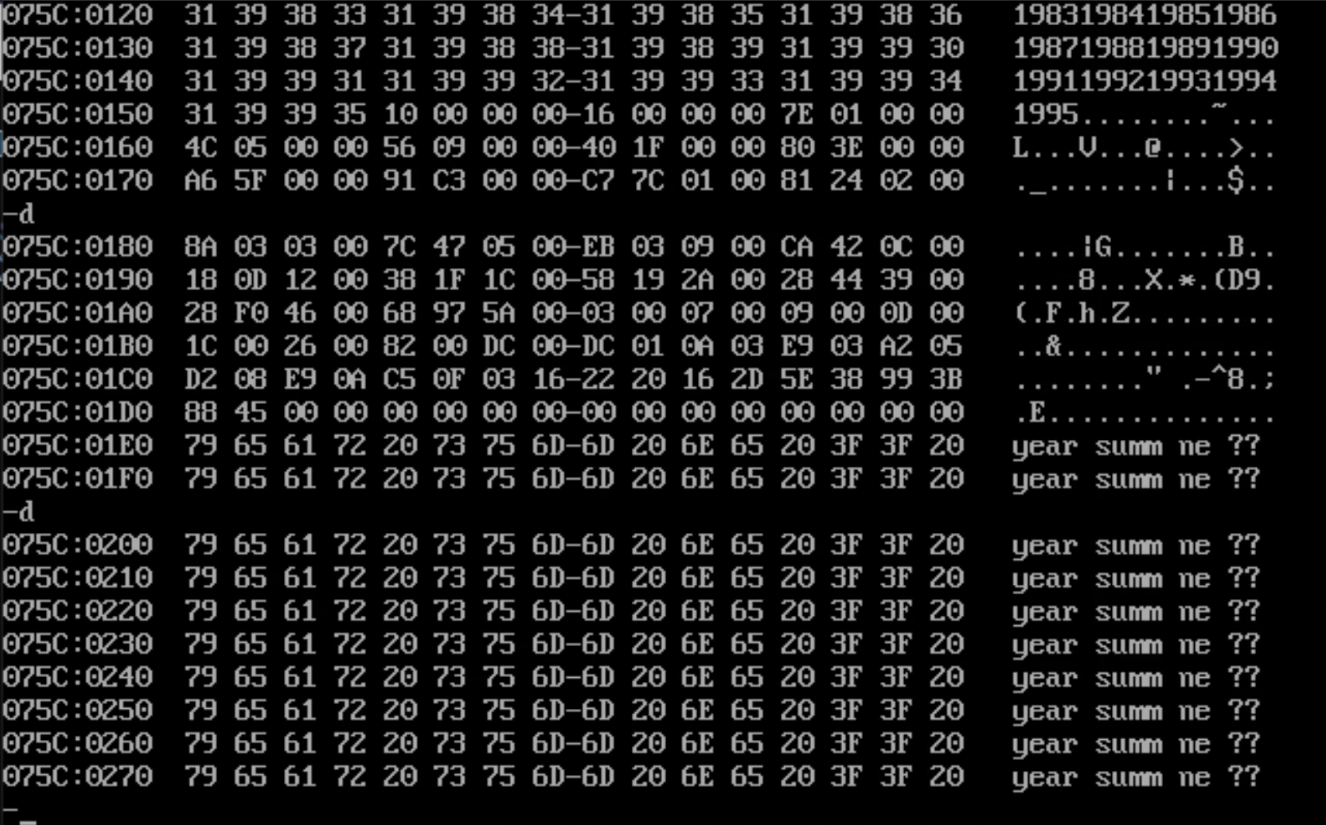 075C:0120  31 39 38 33 31 39 38 34-31 39 38 35 31 39 38 36   1983198419851986
075C:0130  31 39 38 37 31 39 38 38-31 39 38 39 31 39 39 30   1987198819891990
075C:0140  31 39 39 31 31 39 39 32-31 39 39 33 31 39 39 34   1991199219931994
075C:0150  31 39 39 35 10 00 00 00-16 00 00 00 7E 01 00 00   1995........~...
075C:0160  4C 05 00 00 56 09 00 00-40 1F 00 00 80 3E 00 00   L...V...@....>..
075C:0170  A6 5F 00 00 91 C3 00 00-C7 7C 01 00 81 24 02 00   ._.......|...$..
-d
075C:0180  8A 03 03 00 7C 47 05 00-EB 03 09 00 CA 42 0C 00   ....|G.......B..
075C:0190  18 0D 12 00 38 1F 1C 00-58 19 2A 00 28 44 39 00   ....8...X.*.(D9.
075C:01A0  28 F0 46 00 68 97 5A 00-03 00 07 00 09 00 0D 00   (.F.h.Z.........
075C:01B0  1C 00 26 00 82 00 DC 00-DC 01 0A 03 E9 03 A2 05   ..&.............
075C:01C0  D2 08 E9 0A C5 0F 03 16-22 20 16 2D 5E 38 99 3B   ........" .-^8.;
075C:01D0  88 45 00 00 00 00 00 00-00 00 00 00 00 00 00 00   .E..............
075C:01E0  79 65 61 72 20 73 75 6D-6D 20 6E 65 20 3F 3F 20   year summ ne ??
075C:01F0  79 65 61 72 20 73 75 6D-6D 20 6E 65 20 3F 3F 20   year summ ne ??
-d
075C:0200  79 65 61 72 20 73 75 6D-6D 20 6E 65 20 3F 3F 20   year summ ne ??
075C:0210  79 65 61 72 20 73 75 6D-6D 20 6E 65 20 3F 3F 20   year summ ne ??
075C:0220  79 65 61 72 20 73 75 6D-6D 20 6E 65 20 3F 3F 20   year summ ne ??
075C:0230  79 65 61 72 20 73 75 6D-6D 20 6E 65 20 3F 3F 20   year summ ne ??
075C:0240  79 65 61 72 20 73 75 6D-6D 20 6E 65 20 3F 3F 20   year summ ne ??
075C:0250  79 65 61 72 20 73 75 6D-6D 20 6E 65 20 3F 3F 20   year summ ne ??
075C:0260  79 65 61 72 20 73 75 6D-6D 20 6E 65 20 3F 3F 20   year summ ne ??
075C:0270  79 65 61 72 20 73 75 6D-6D 20 6E 65 20 3F 3F 20   year summ ne ??
-_